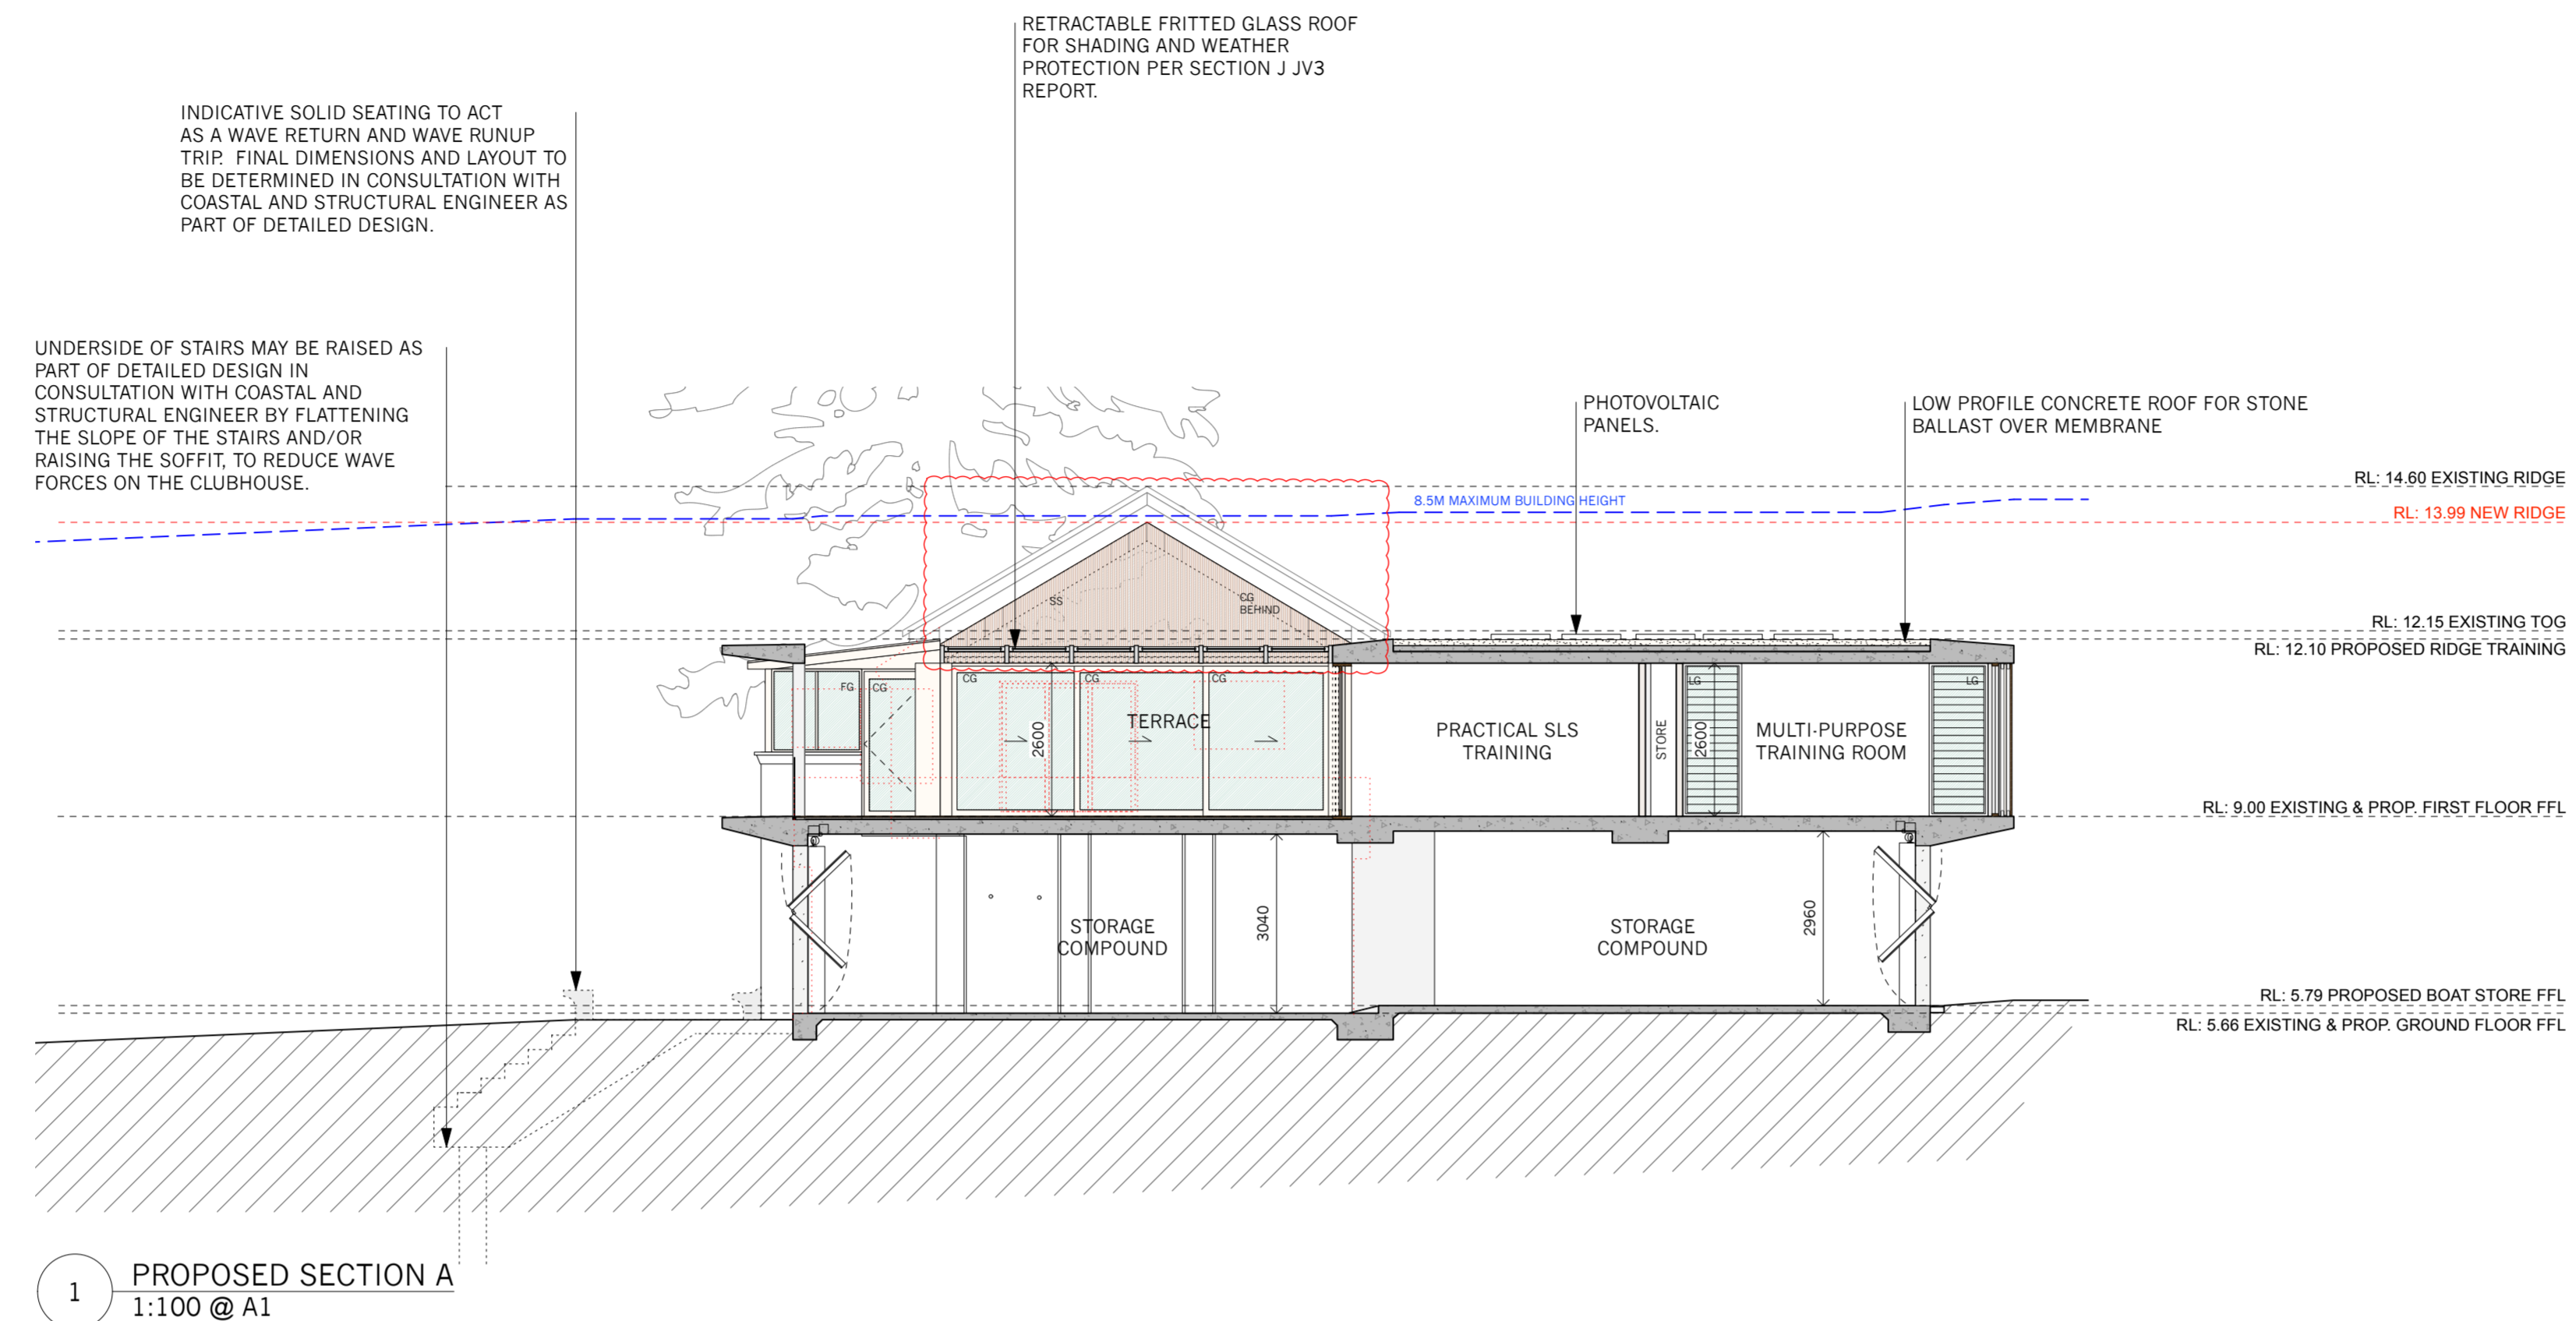 RETRACTABLE FRITTED GLASS ROOF
FOR SHADING AND WEATHER
PROTECTION PER SECTION J JV3
REPORT.
INDICATIVE SOLID SEATING TO ACT
AS A WAVE RETURN AND WAVE RUNUP
TRIP. FINAL DIMENSIONS AND LAYOUT TO
BE DETERMINED IN CONSULTATION WITH
COASTAL AND STRUCTURAL ENGINEER AS
PART OF DETAILED DESIGN.
UNDERSIDE OF STAIRS MAY BE RAISED AS
PART OF DETAILED DESIGN IN
CONSULTATION WITH COASTAL AND
STRUCTURAL ENGINEER BY FLATTENING
THE SLOPE OF THE STAIRS AND/OR
RAISING THE SOFFIT, TO REDUCE WAVE
FORCES ON THE CLUBHOUSE.
PHOTOVOLTAIC
PANELS.
LOW PROFILE CONCRETE ROOF FOR STONE
BALLAST OVER MEMBRANE
RL: 14.60 EXISTING RIDGE
8.5M MAXIMUM BUILDING HEIGHT
RL: 13.99 NEW RIDGE
SS
CG
BEHIND
RL: 12.15 EXISTING TOG
RL: 12.10 PROPOSED RIDGE TRAINING
FG
CG
CG
CG
CG
LG
LG
TERRACE
2600
PRACTICAL SLS
TRAINING
STORE
2600
MULTI-PURPOSE
TRAINING ROOM
RL: 9.00 EXISTING & PROP. FIRST FLOOR FFL
STORAGE
COMPOUND
3040
STORAGE
COMPOUND
2960
RL: 5.79 PROPOSED BOAT STORE FFL
RL: 5.66 EXISTING & PROP. GROUND FLOOR FFL
1
PROPOSED SECTION A
1:100 @ A1